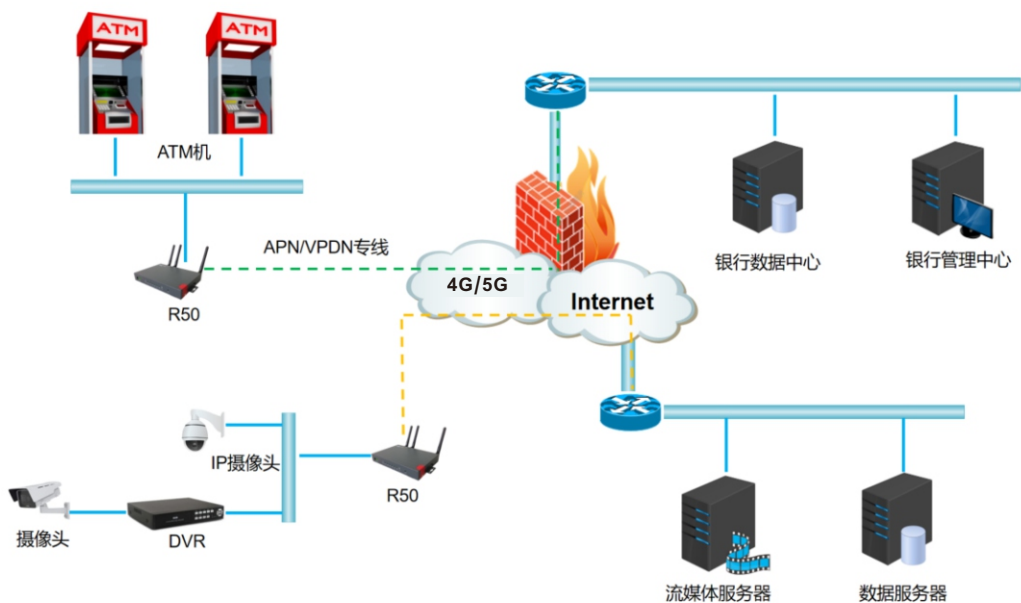 ATM
ATM
ATM机
APN/VPDN专线
R50
4G/5G
Internet
银行数据中心
银行管理中心
IP摄像头
R50
摄像头
DVR
流媒体服务器
数据服务器